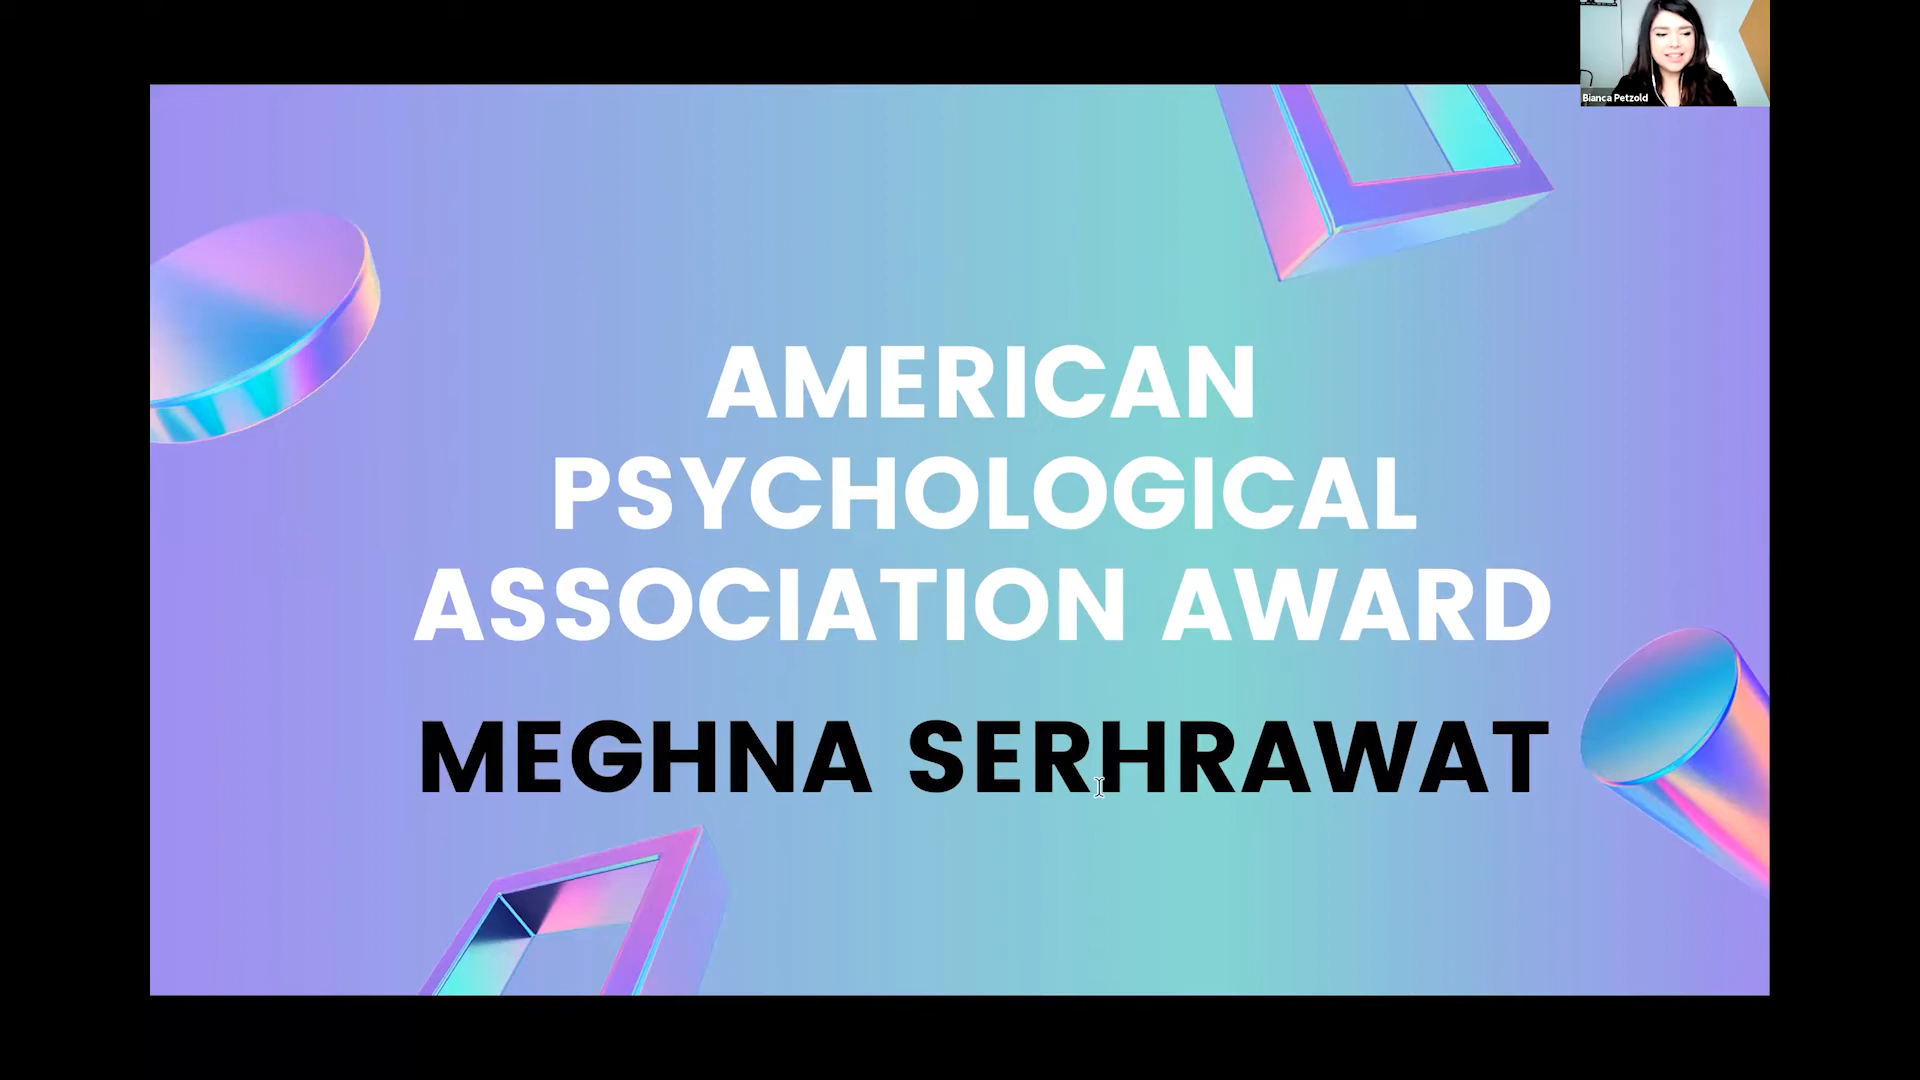 Bianca Petzold
AMERICAN
PSYCHOLOGICAL
ASSOCIATION AWARD
MEGHNA SERHRAWAT